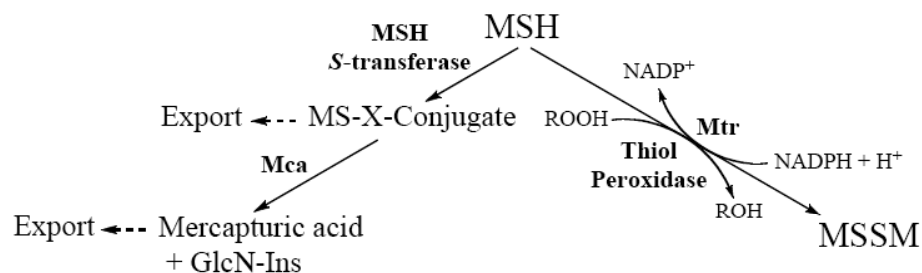 MSH
MSH
S-transferase
NADP+
Export
MS-X-Conjugate
ROOH
Mtr
Thiol
Peroxidase
NADPH + H+
Mca
ROH
Export
Mercapturic acid
+ GlcN-Ins
MSSM